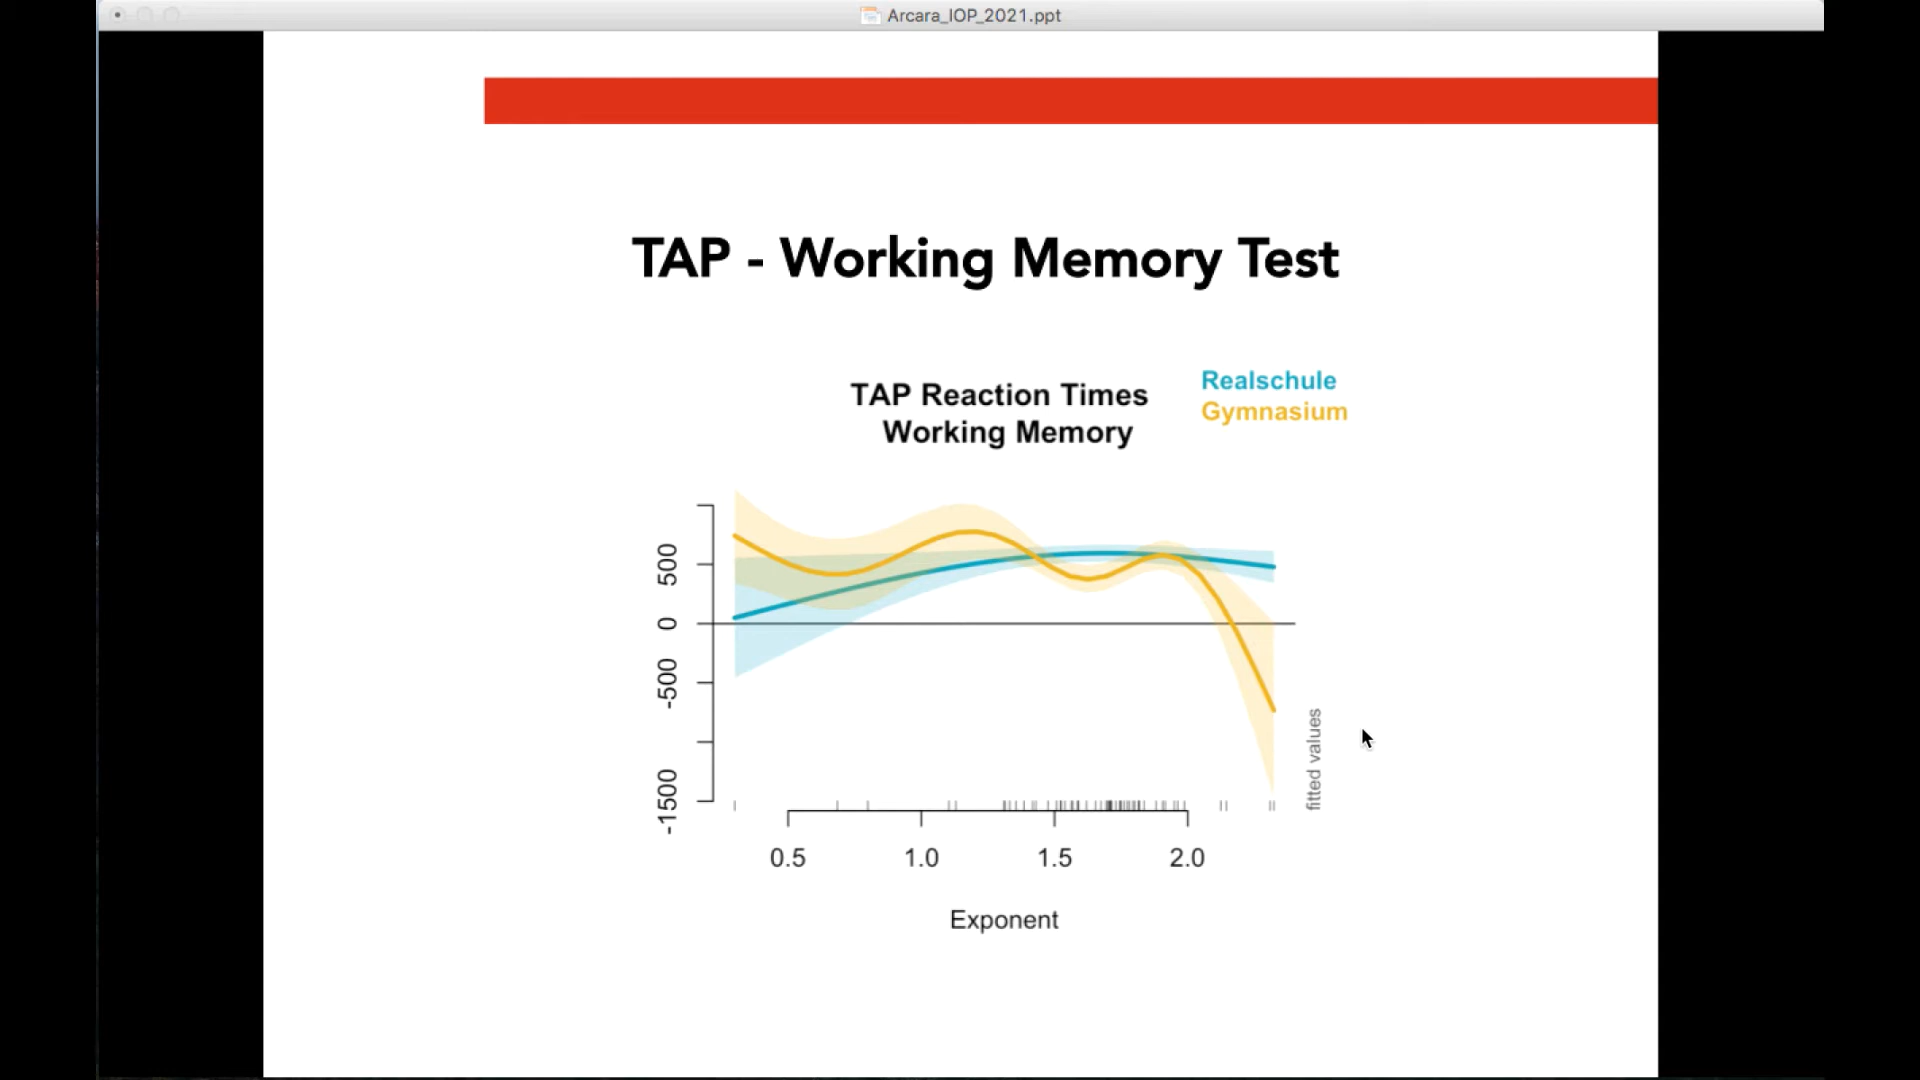 Arcara_IOP_2021.ppt
TAP - Working Memory Test
TAP Reaction Times
Working Memory
Realschule
Gymnasium
500
0
-500
-1500
fitted values
0.5 1.0 1.5 2.0
Exponent